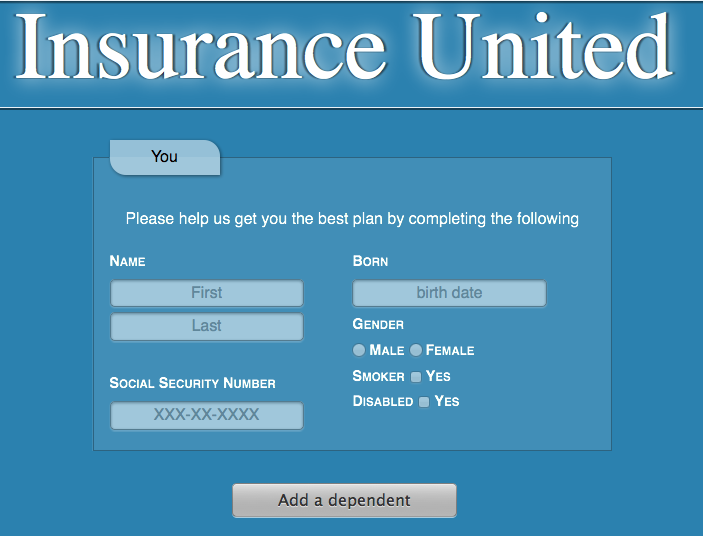 Insurance United
You
Please help us get you the best plan by completing the following
Name
First
Last
Social Security Number
XXX-XX-XXXX
Born
birth date
Gender
Male Female
Smoker Yes
Disabled Yes
Add a dependent